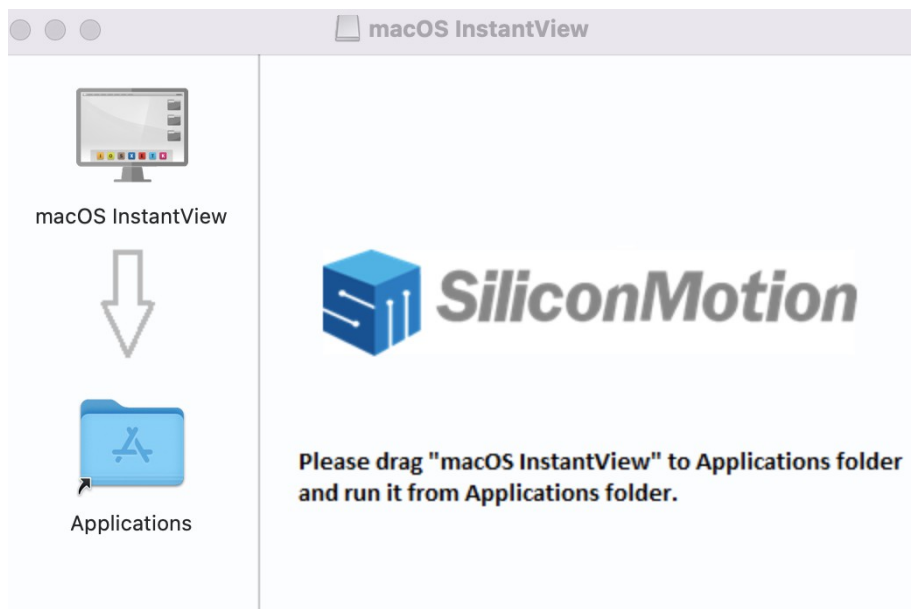 macOS InstantView
macOS InstantView
SiliconMotion
Please drag "macOS InstantView" to Applications folder
and run it from Applications folder.
Applications